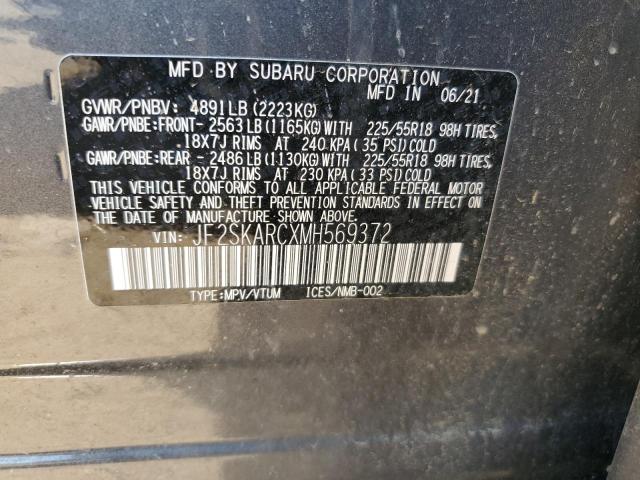 MFD BY SUBARU CORPORATION
MFD IN 06/21
GVWR/PNBV: 4891LB(2223KG)
GAWR/PNBE:FRONT- 2563LB(1165KG)WITH 225/55R18 98H TIRES,
18X7J RIMS AT 240 KPA(35 PSI)COLD
GAWR/PNBE:REAR - 2486LB(1130KG)WITH 225/55R18 98H TIRES,
18X7J RIMS AT 230 KPA(33 PSI)COLD
THIS VEHICLE CONFORMS TO ALL APPLICABLE FEDERAL MOTOR
VEHICLE SAFETY AND THEFT PREVENTION STANDARDS IN EFFECT ON
THE DATE OF MANUFACTURE SHOWN ABOVE.
VIN: JF2SKARCXMH569372
TYPE:MPV/VTUM ICES/NMB-002